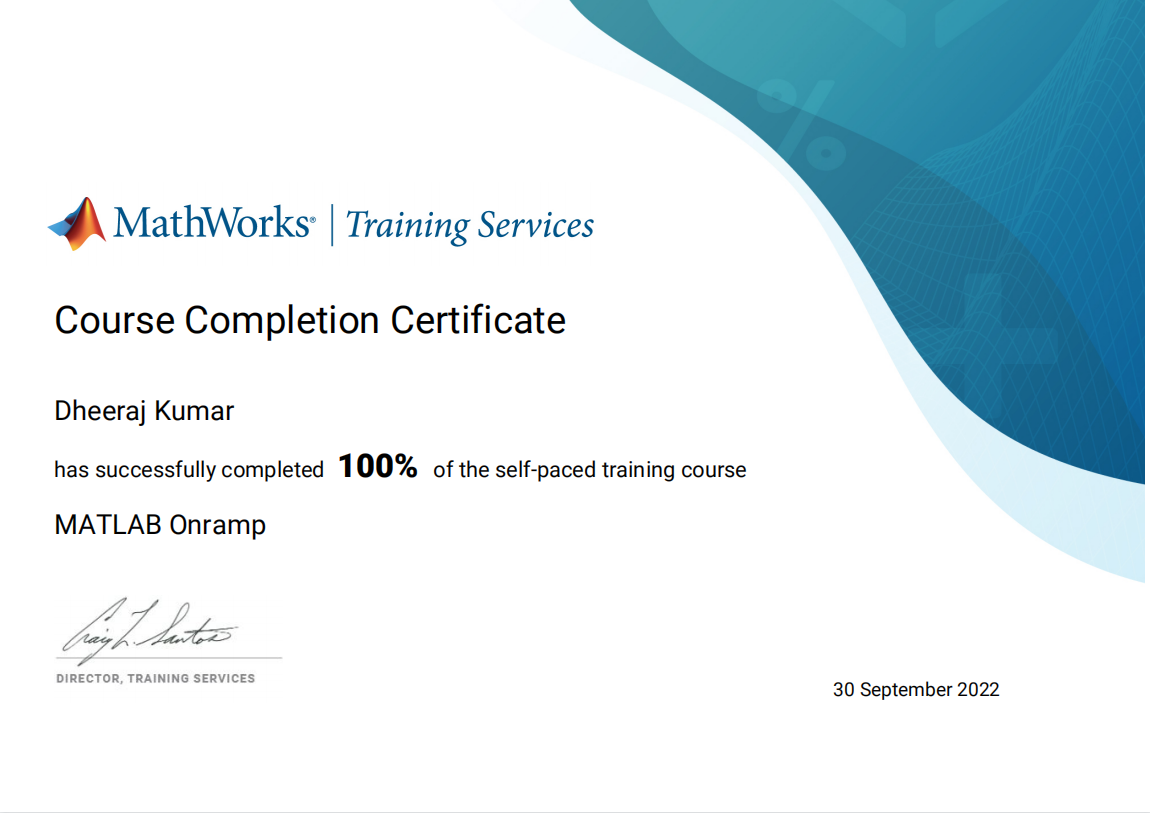 MathWorks® | Training Services
Course Completion Certificate
Dheeraj Kumar
has successfully completed 100% of the self-paced training course
MATLAB Onramp
Craig L. Santos
DIRECTOR, TRAINING SERVICES
30 September 2022